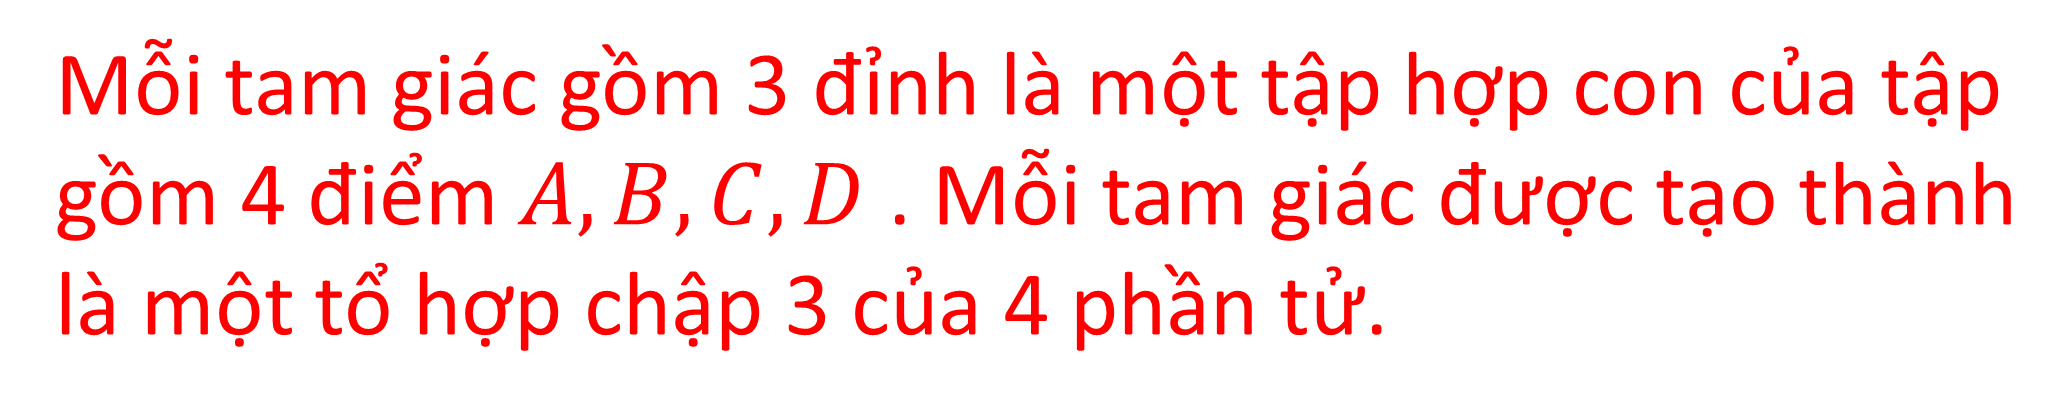 Mỗi tam giác gồm 3 đỉnh là một tập hợp con của tập
gồm 4 điểm A, B, C, D . Mỗi tam giác được tạo thành
là một tổ hợp chập 3 của 4 phần tử.